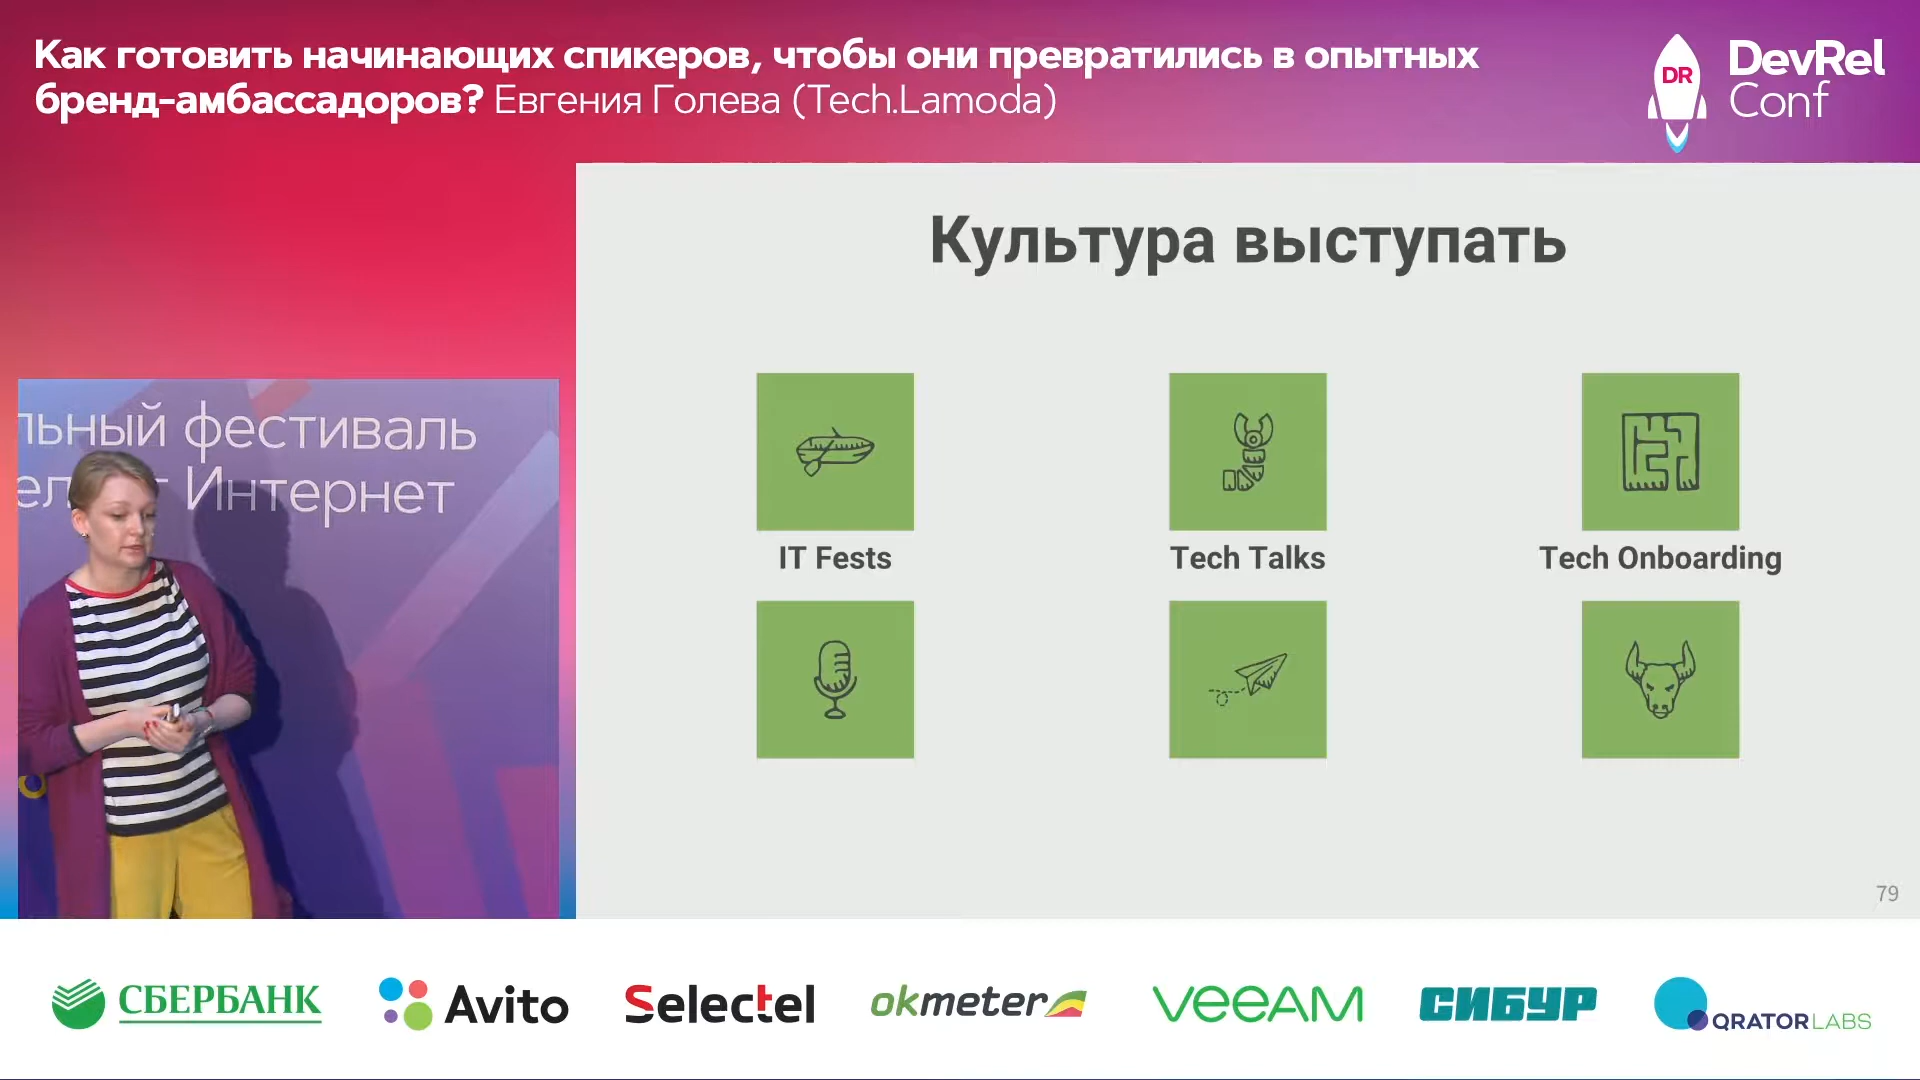 Как готовить начинающих спикеров, чтобы они превратились в опытных
бренд-амбассадоров? Евгения Голева (Tech.Lamoda)
DR
DevRel
Conf
Культура выступать
IT Fests
Tech Talks
Tech Onboarding
79
льный фестиваль
Интернет
СБЕРБАНК
Avito
Selectel
okmeter
veeam
СИБУР
QRATOR LABS